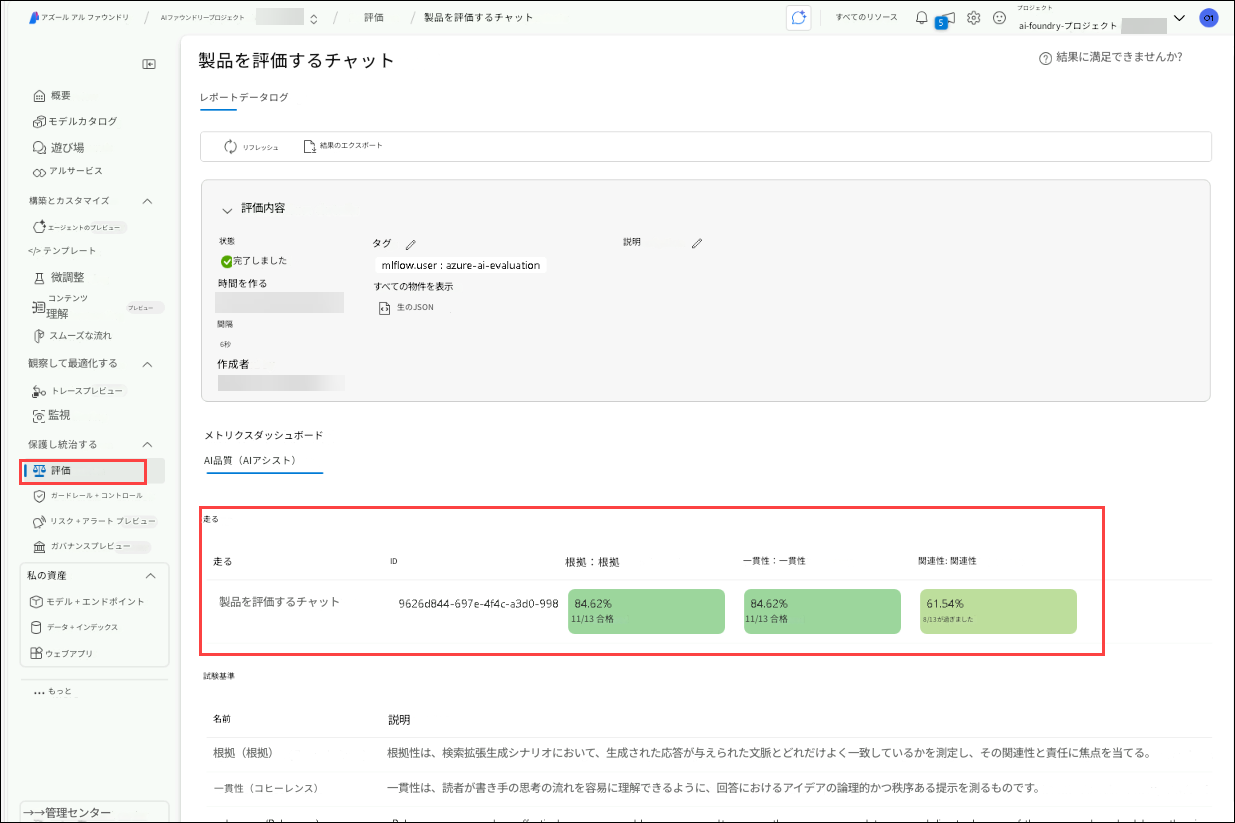 アズール アル ファウンドリ / AIファウンドリープロジェクト / 評価 / 製品を評価するチャット
すべてのリソース
5
プロジェクト
ai-foundry-プロジェクト
01
製品を評価するチャット
結果に満足できませんか?
レポートデータログ
リフレッシュ
結果のエクスポート
概要
モデルカタログ
遊び場
アルサービス
構築とカスタマイズ
エージェントのプレビュー
</> テンプレート
微調整
コンテンツ
理解
プレビュー
スムーズな流れ
観察して最適化する
トレースプレビュー
監視
保護し統治する
評価
ガードレール + コントロール
リスク + アラート プレビュー
ガバナンスプレビュー
私の資産
モデル + エンドポイント
データ + インデックス
ウェブアプリ
もっと
管理センター
評価内容
状態
完了しました
時間を作る
間隔
6秒
作成者
タグ
mlflow.user : azure-ai-evaluation
すべての物件を表示
生のJSON
説明
メトリクスダッシュボード
AI品質（AIアシスト）
走る
走る ID 根拠：根拠 一貫性：一貫性 関連性: 関連性
製品を評価するチャット 9626d844-697e-4f4c-a3d0-998 84.62% 84.62% 61.54%
11/13 合格 11/13 合格 8/13が過ぎました
試験基準
名前 説明
根拠（根拠） 根拠性は、検索拡張生成シナリオにおいて、生成された応答が与えられた文脈とどれだけよく一致しているかを測定し、その関連性と責任に焦点を当てる。
一貫性（コヒーレンス） 一貫性は、読者が書き手の思考の流れを容易に理解できるように、回答におけるアイデアの論理的かつ秩序ある提示を測るものです。